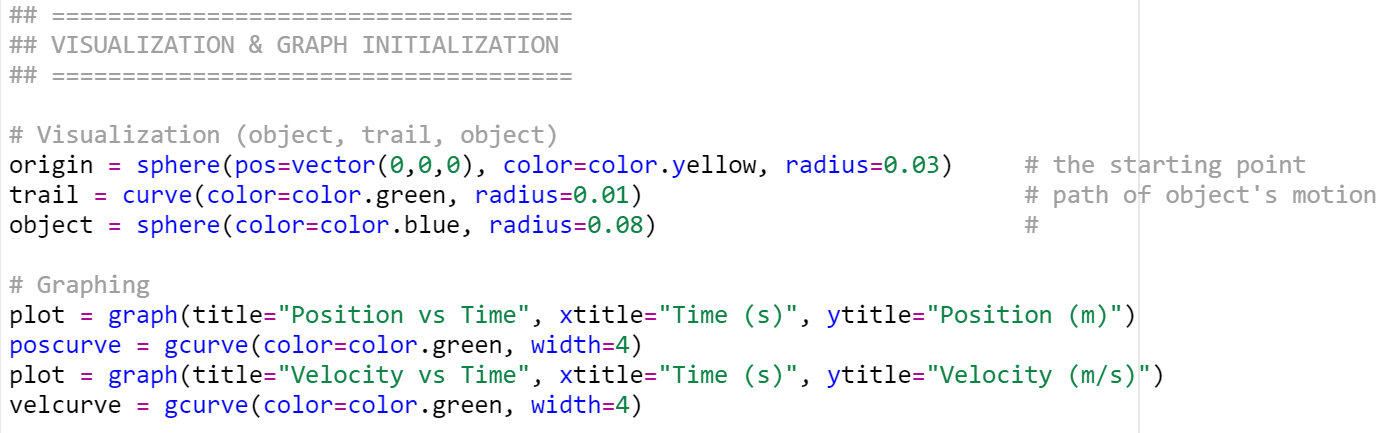 ## =====================================
## VISUALIZATION & GRAPH INITIALIZATION
## =====================================
# Visualization (object, trail, object)
origin = sphere(pos=vector(0,0,0), color=color.yellow, radius=0.03)     # the starting point
trail = curve(color=color.green, radius=0.01)                           # path of object's motion
object = sphere(color=color.blue, radius=0.08)                          #
# Graphing
plot = graph(title="Position vs Time", xtitle="Time (s)", ytitle="Position (m)")
poscurve = gcurve(color=color.green, width=4)
plot = graph(title="Velocity vs Time", xtitle="Time (s)", ytitle="Velocity (m/s)")
velcurve = gcurve(color=color.green, width=4)